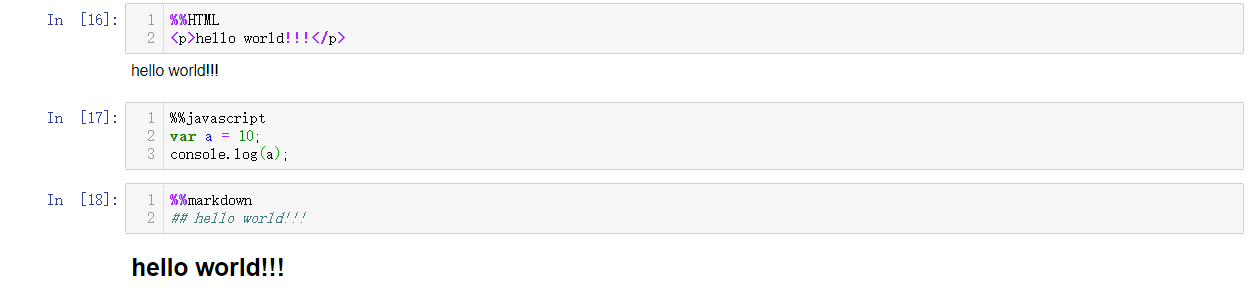 In [16]:
1 %%HTML
2 <p>hello world!!!</p>
hello world!!!
In [17]:
1 %%javascript
2 var a = 10;
3 console.log(a);
In [18]:
1 %%markdown
2 ## hello world!!!
hello world!!!